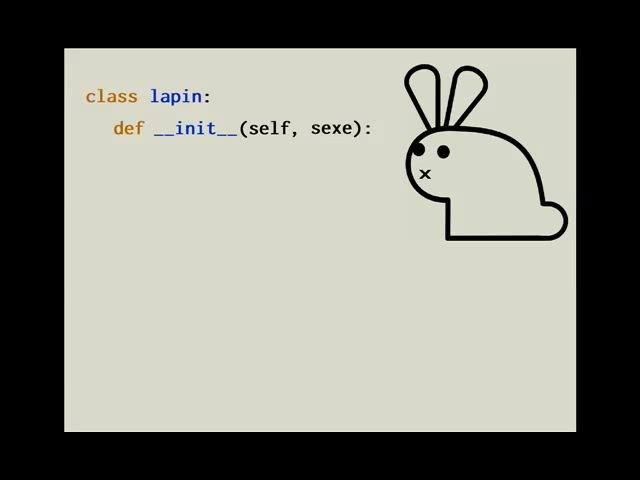 class lapin:
def __init__(self, sexe):